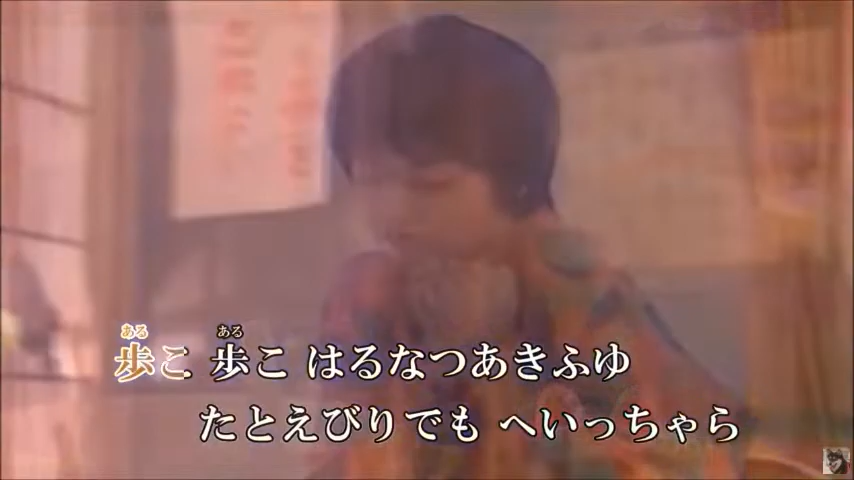 ある ある
歩こ 歩こ はるなつあきふゆ
たとえびりでも へいっちゃら